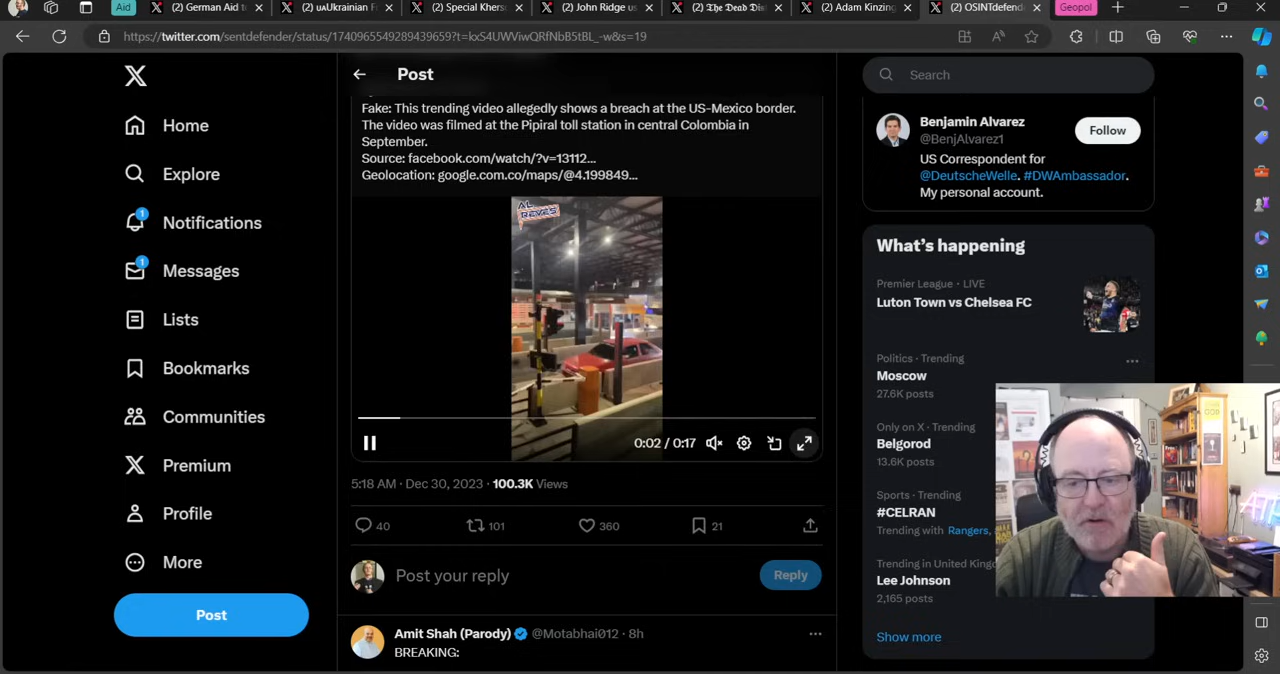 Aid
(2) German Aid t
(2) uᴀUkrainian F
(2) Special Khers
(2) John Ridge
(2) 𝕿𝖍𝖊 𝕯𝖊𝖆𝖉 𝕯𝖎𝖘
(2) Adam Kinzing
(2) OSINTdefend
Geopol
https://twitter.com/sentdefender/status/1740965549289439659?t=kxS4UWViwQRfNbB5tBL_-w&s=19
Home
Explore
1
Notifications
1
Messages
Lists
Bookmarks
Communities
Premium
Profile
More
Post
Post
Fake: This trending video allegedly shows a breach at the US-Mexico border.
The video was filmed at the Pipiral toll station in central Colombia in
September.
Source: facebook.com/watch/?v=13112...
Geolocation: google.com.co/maps/@4.199849...
AL
REVES
0:02 / 0:17
5:18 AM · Dec 30, 2023 · 100.3K Views
40
101
360
21
Post your reply
Reply
Amit Shah (Parody) @Motabhai012 · 8h
BREAKING:
Search
Benjamin Alvarez
@BenjAlvarez1
Follow
US Correspondent for
@DeutscheWelle. #DWAmbassador.
My personal account.
What's happening
Premier League · LIVE
Luton Town vs Chelsea FC
Politics · Trending
Moscow
27.6K posts
Only on X · Trending
Belgorod
13.6K posts
Sports · Trending
#CELRAN
Trending with Rangers,
Trending in United Kingd
Lee Johnson
2,165 posts
Show more
GOD